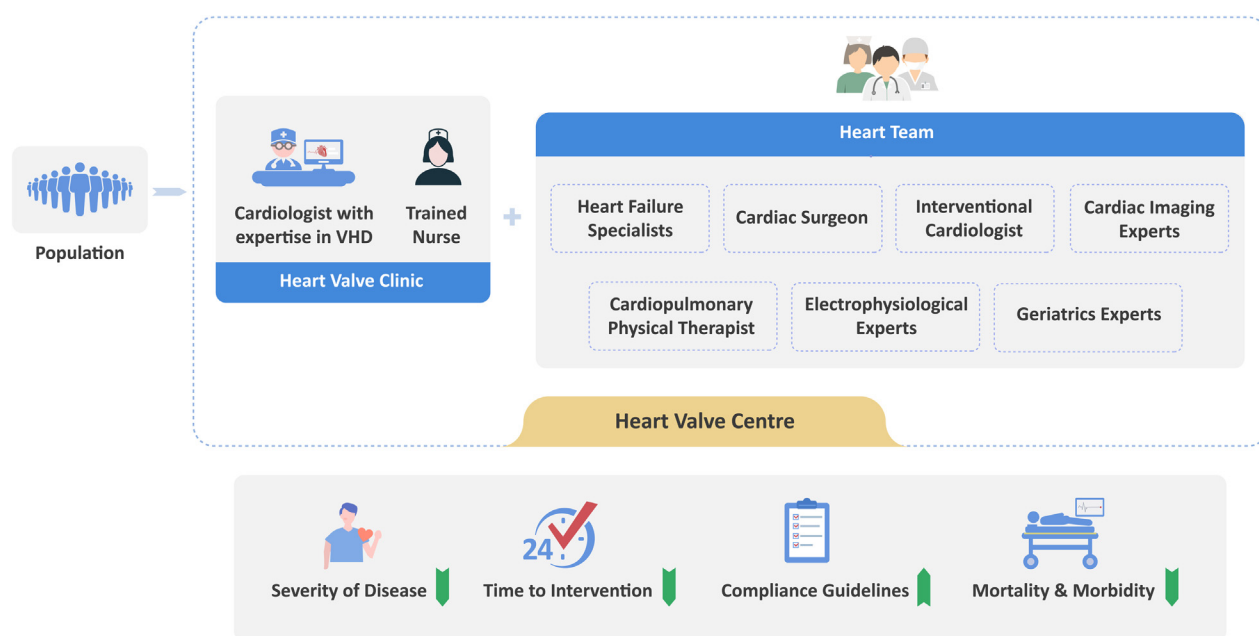 Population
Cardiologist with
expertise in VHD
Trained
Nurse
Heart Valve Clinic
Heart Team
Heart Failure
Specialists
Cardiac Surgeon
Interventional
Cardiologist
Cardiac Imaging
Experts
Cardiopulmonary
Physical Therapist
Electrophysiological
Experts
Geriatrics Experts
Heart Valve Centre
24
Severity of Disease
Time to Intervention
Compliance Guidelines
Mortality & Morbidity